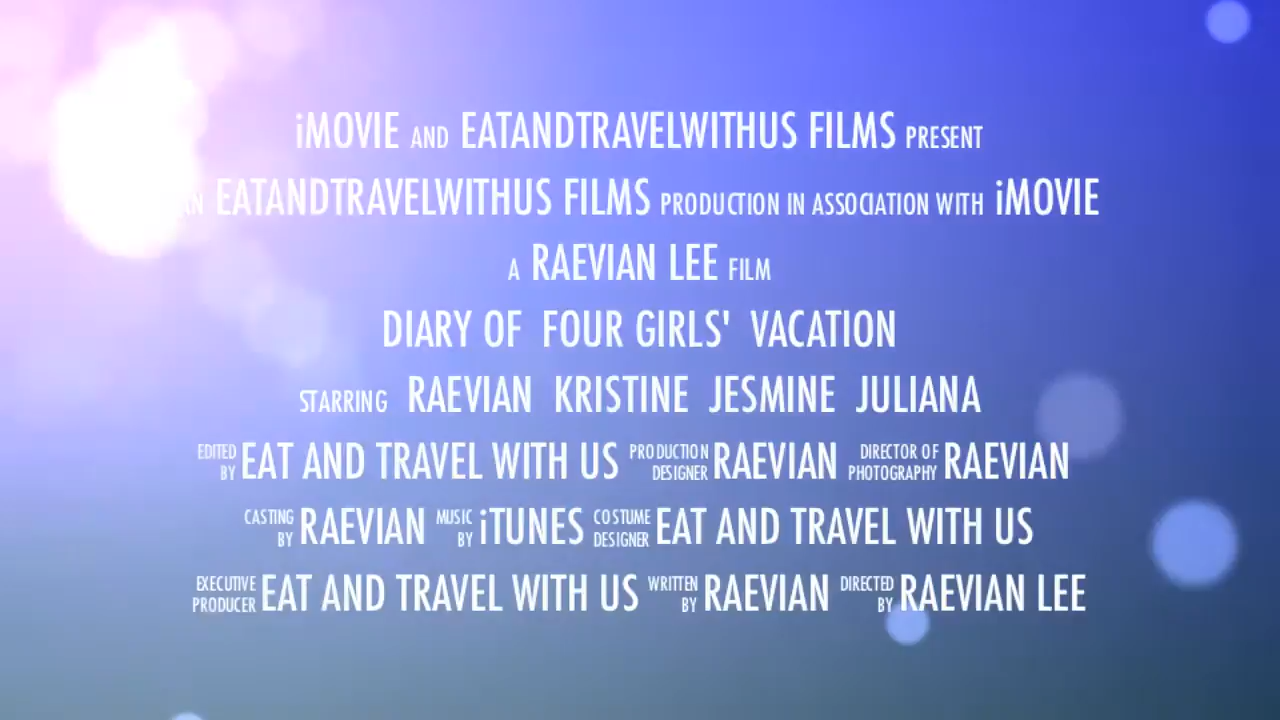 iMOVIE AND EATANDTRAVELWITHUS FILMS PRESENT
AN EATANDTRAVELWITHUS FILMS PRODUCTION IN ASSOCIATION WITH iMOVIE
A RAEVIAN LEE FILM
DIARY OF FOUR GIRLS' VACATION
STARRING RAEVIAN KRISTINE JESMINE JULIANA
EDITED BY EAT AND TRAVEL WITH US PRODUCTION DESIGNER RAEVIAN DIRECTOR OF PHOTOGRAPHY RAEVIAN
CASTING BY RAEVIAN MUSIC BY iTUNES COSTUME DESIGNER EAT AND TRAVEL WITH US
EXECUTIVE PRODUCER EAT AND TRAVEL WITH US WRITTEN BY RAEVIAN DIRECTED BY RAEVIAN LEE